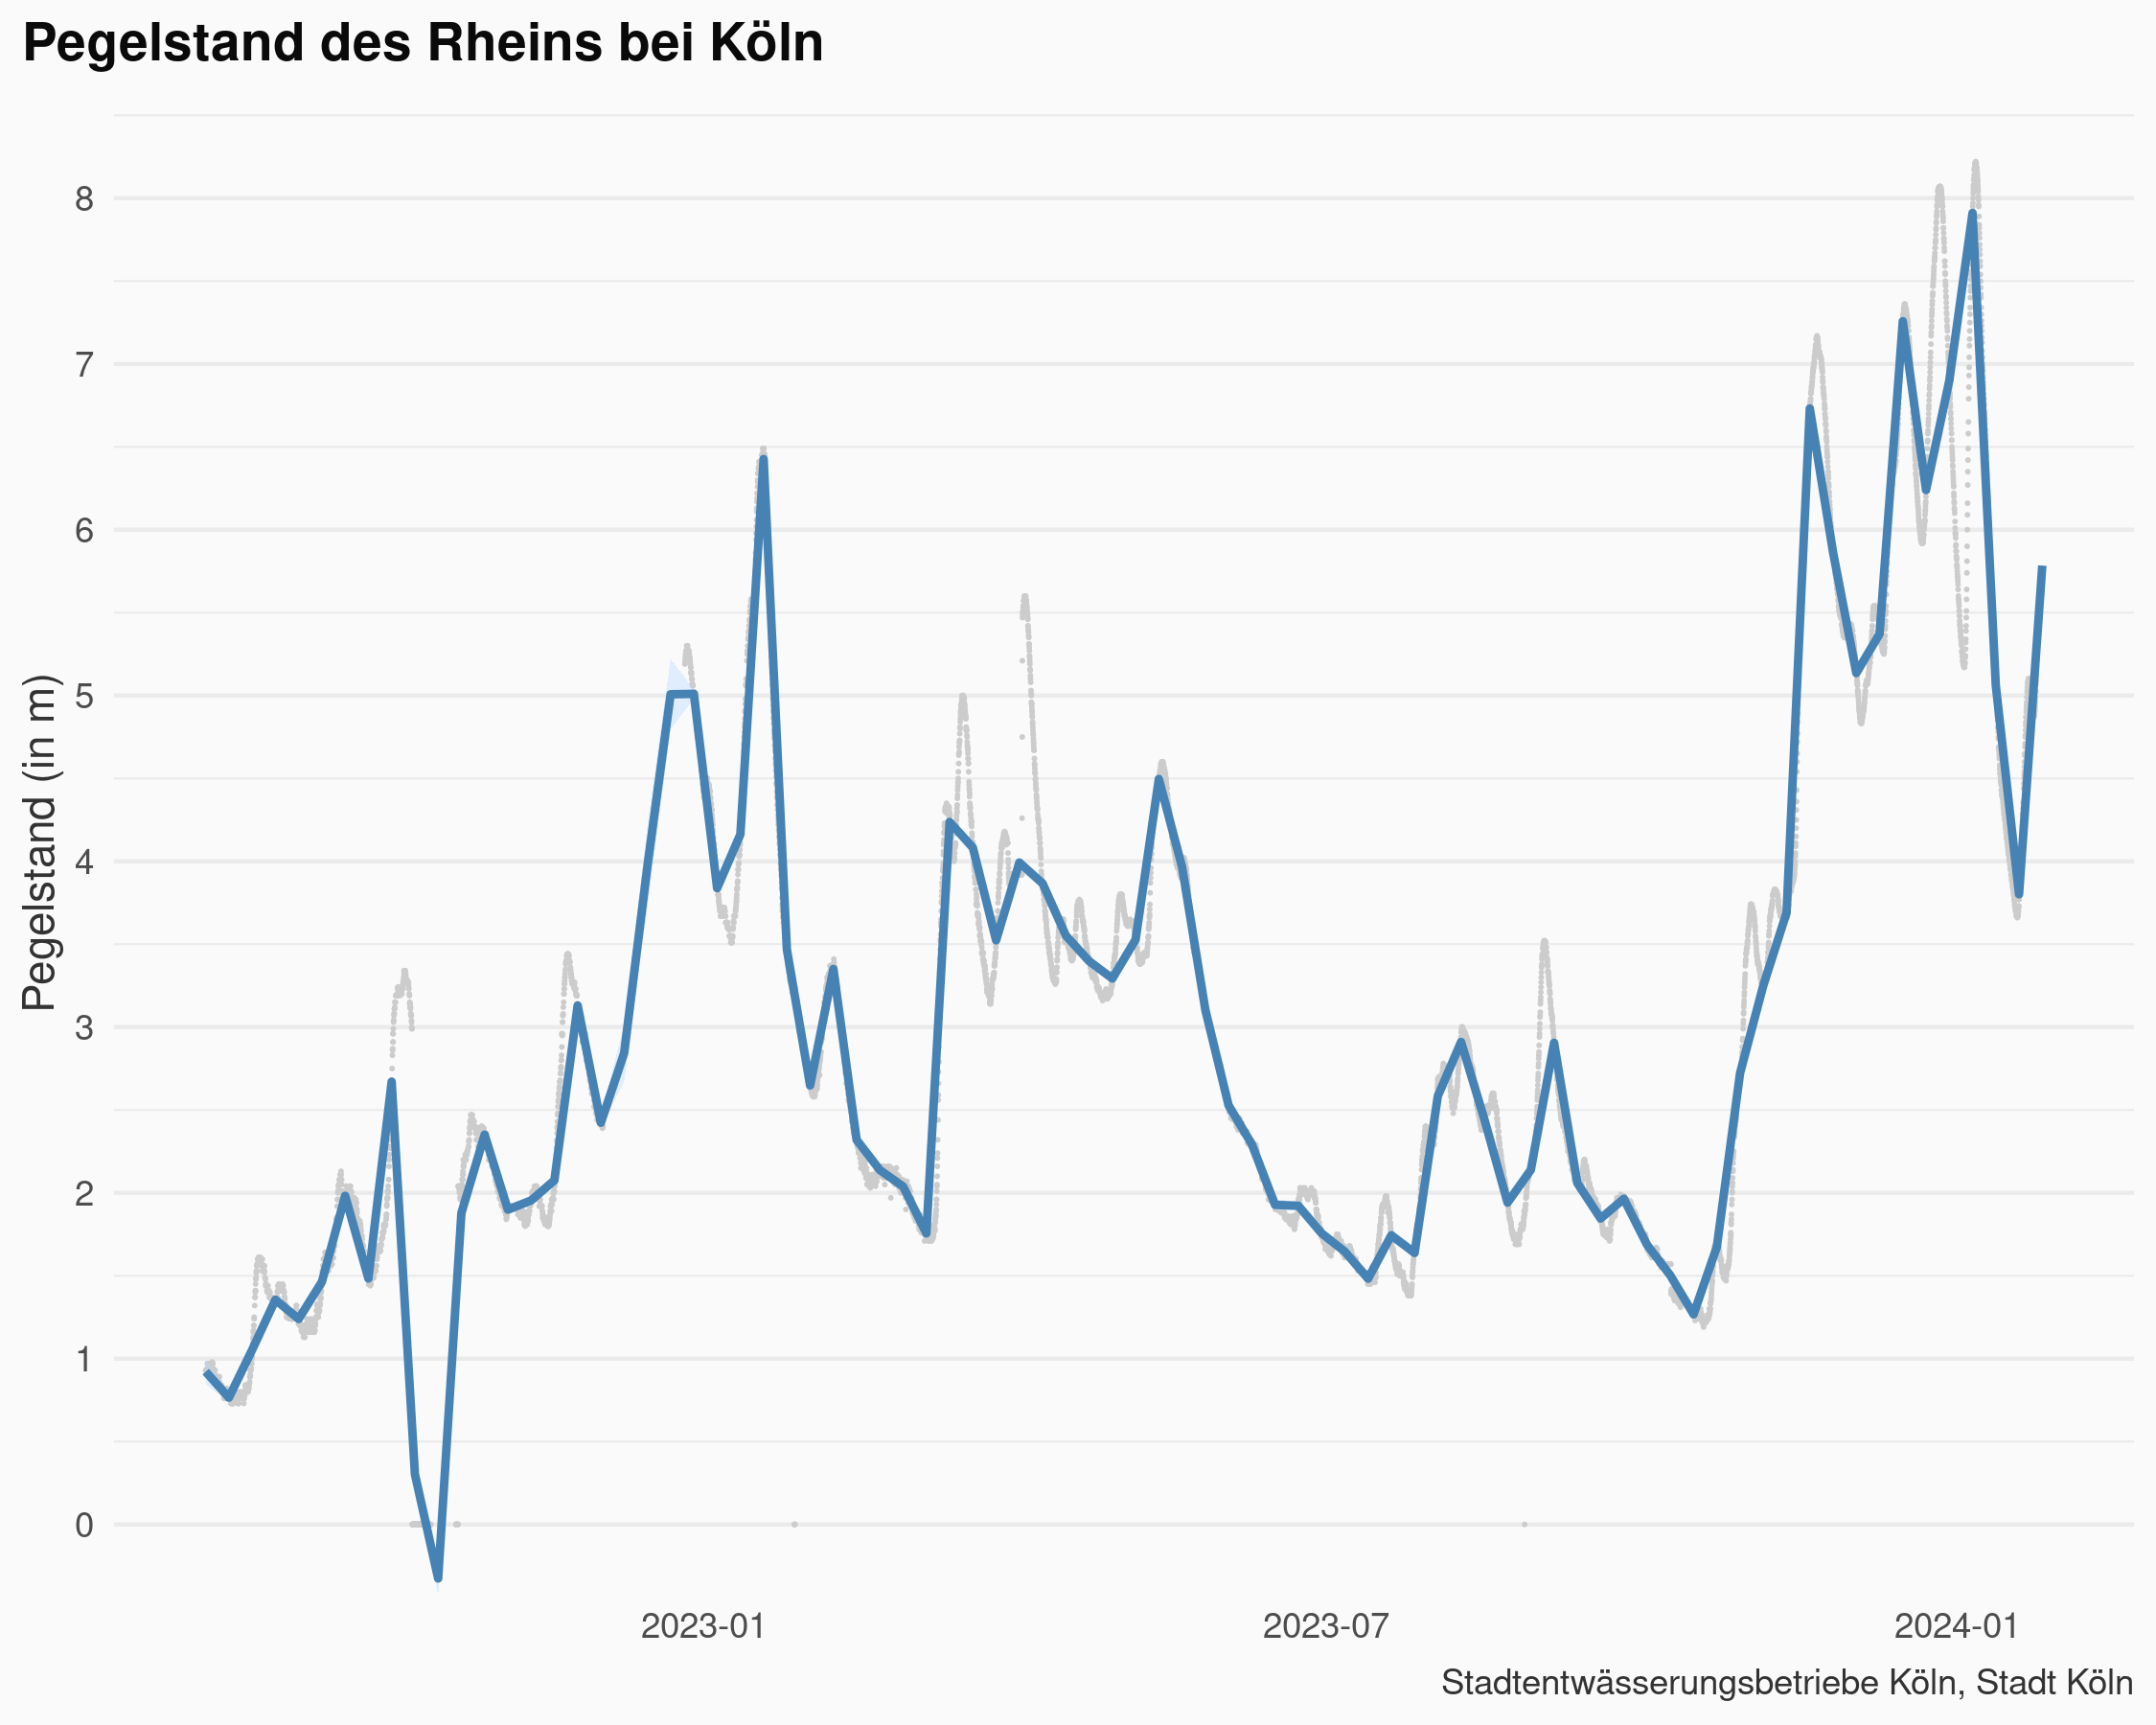 Pegelstand des Rheins bei Köln
Pegelstand (in m)
8
7
6
5
4
3
2
1
0
2023-01 2023-07 2024-01
Stadtentwässerungsbetriebe Köln, Stadt Köln